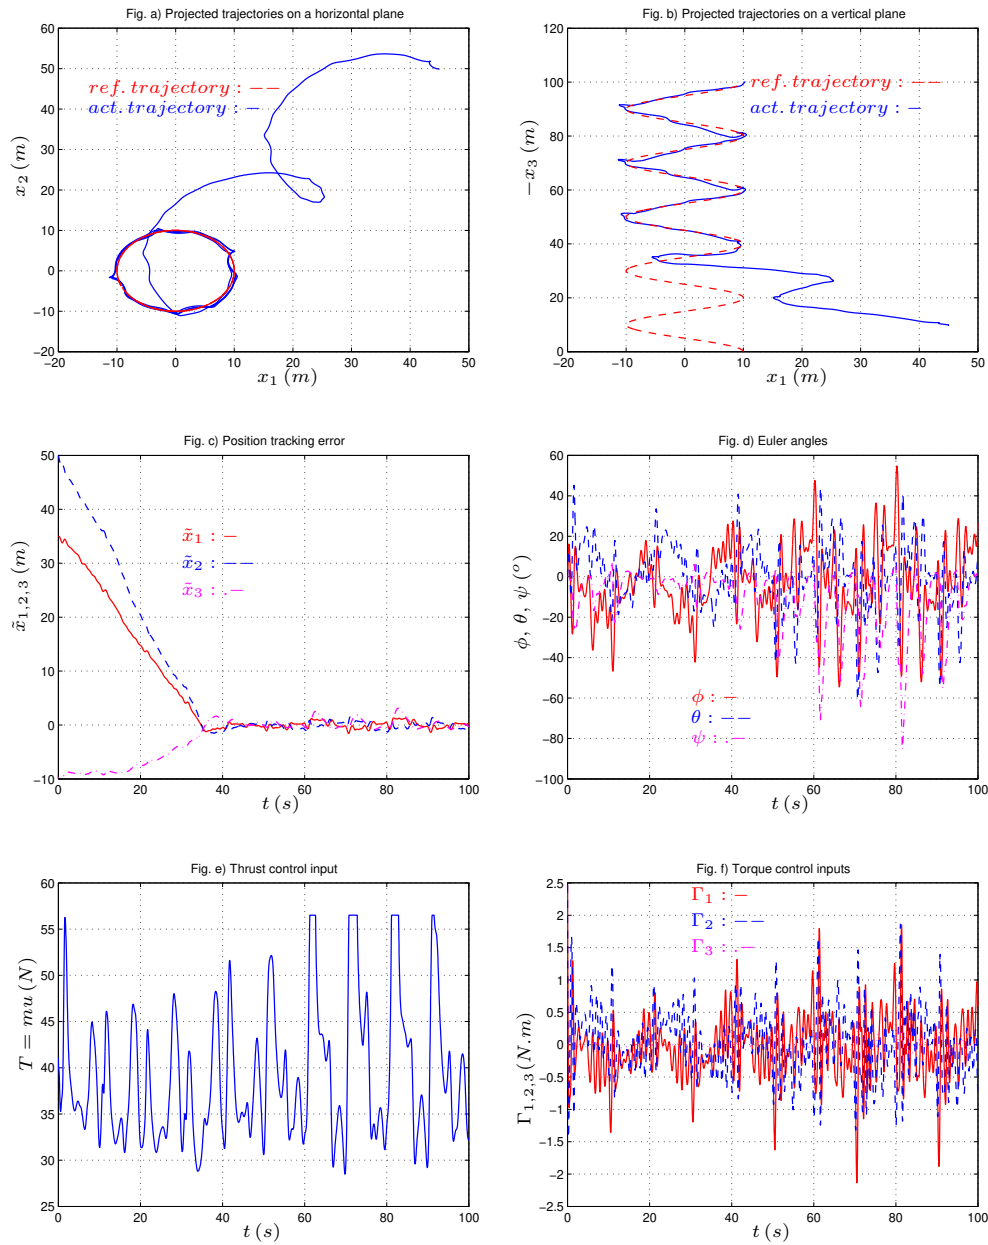 Fig. a) Projected trajectories on a horizontal plane
60
50
40
30
20
10
0
−10
−20
−20 −10 0 10 20 30 40 50
x₂ (m)
x₁ (m)
ref. trajectory : −−
act. trajectory : −
Fig. b) Projected trajectories on a vertical plane
120
100
80
60
40
20
0
−20 −10 0 10 20 30 40 50
−x₃ (m)
x₁ (m)
ref. trajectory : −−
act. trajectory : −
Fig. c) Position tracking error
50
40
30
20
10
0
−10
0 20 40 60 80 100
x̃₁,₂,₃ (m)
t (s)
x̃₁ : −
x̃₂ : −−
x̃₃ : .−
Fig. d) Euler angles
60
40
20
0
−20
−40
−60
−80
−100
0 20 40 60 80 100
ϕ, θ, ψ (°)
t (s)
ϕ : −
θ : −−
ψ : .−
Fig. e) Thrust control input
60
55
50
45
40
35
30
25
0 20 40 60 80 100
T = mu (N)
t (s)
Fig. f) Torque control inputs
2.5
2
1.5
1
0.5
0
−0.5
−1
−1.5
−2
−2.5
0 20 40 60 80 100
Γ₁,₂,₃ (N.m)
t (s)
Γ₁ : −
Γ₂ : −−
Γ₃ : .−